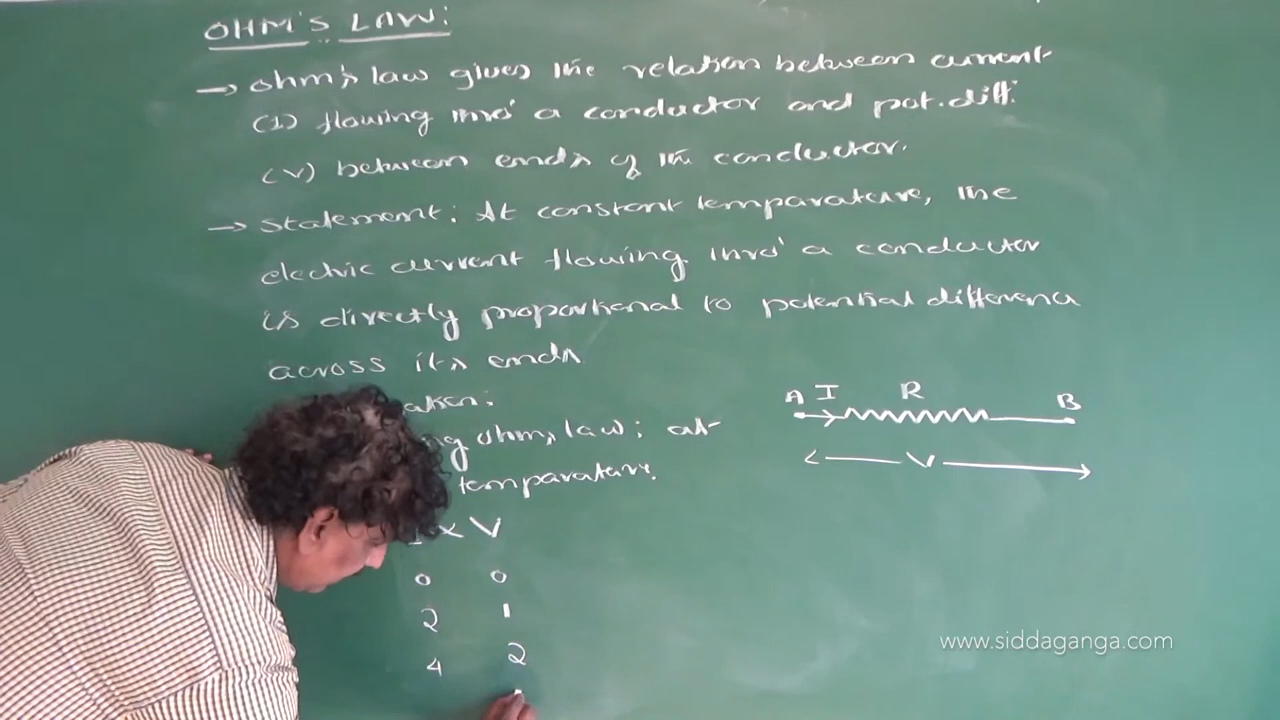 OHM'S LAW:
→ ohm's law gives the relation between current
(I) flowing thro' a conductor and pot.diff.
(V) between ends of the conductor.
→ Statement: At constant temparature, the
electric current flowing thro' a conductor
is directly proportional to potential difference
across its ends
A I R B
ohm's law; at
V
temparature.
I ∝ V
0 0
2 1
4 2
www.siddaganga.com